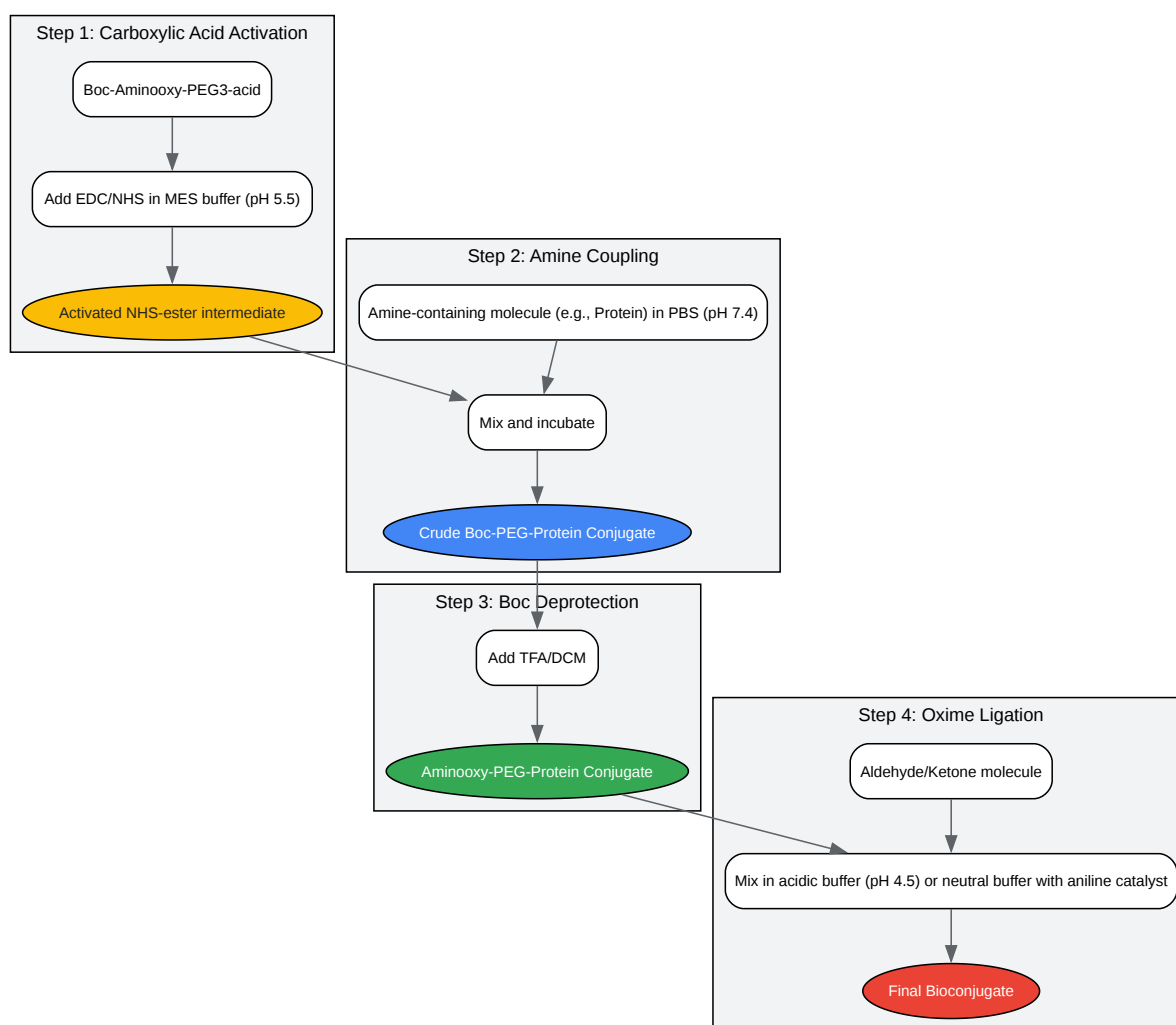 Step 1: Carboxylic Acid Activation
Boc-Aminooxy-PEG3-acid
Add EDC/NHS in MES buffer (pH 5.5)
Activated NHS-ester intermediate
Step 2: Amine Coupling
Amine-containing molecule (e.g., Protein) in PBS (pH 7.4)
Mix and incubate
Crude Boc-PEG-Protein Conjugate
Step 3: Boc Deprotection
Add TFA/DCM
Aminooxy-PEG-Protein Conjugate
Step 4: Oxime Ligation
Aldehyde/Ketone molecule
Mix in acidic buffer (pH 4.5) or neutral buffer with aniline catalyst
Final Bioconjugate